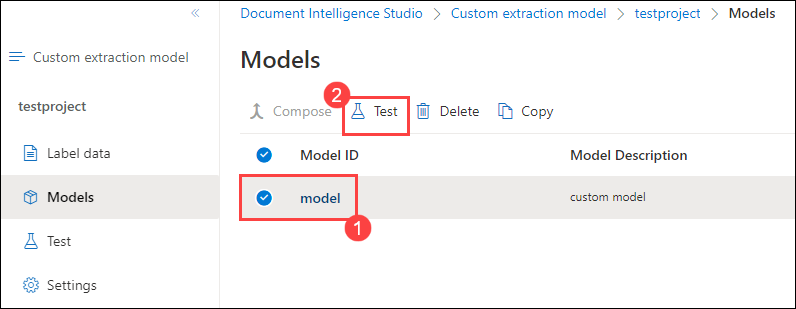 Document Intelligence Studio > Custom extraction model > testproject > Models
Custom extraction model
testproject
Label data
Models
Test
Settings
Models
2
Compose Test Delete Copy
Model ID Model Description
model custom model
1